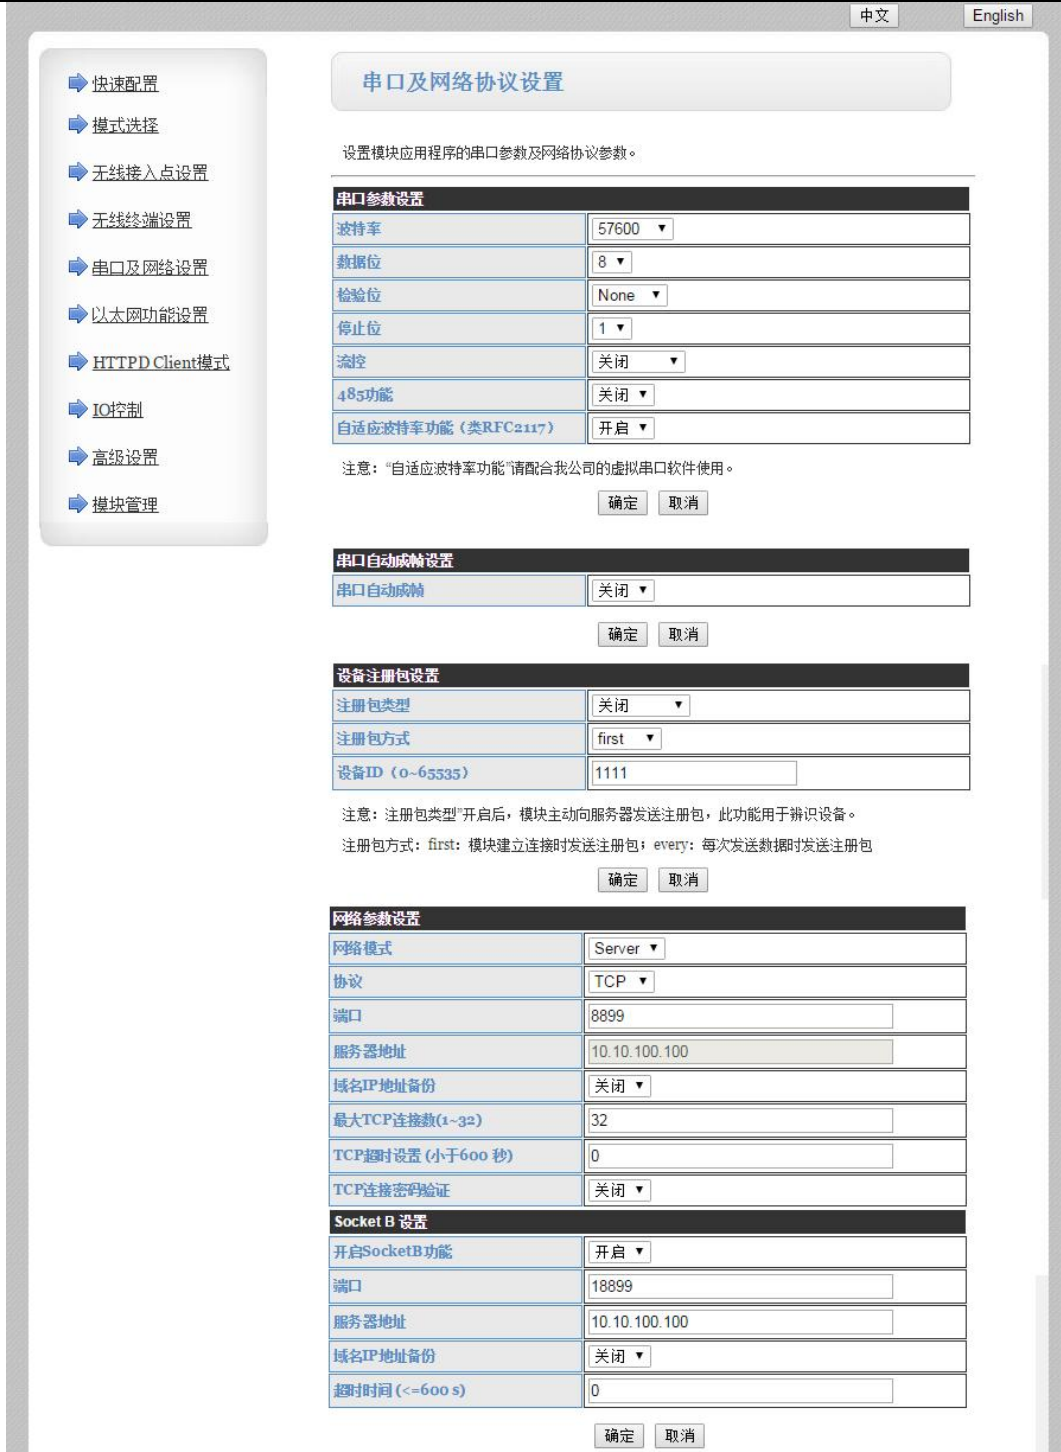 中文 English
快速配置
模式选择
无线接入点设置
无线终端设置
串口及网络设置
以太网功能设置
HTTPD Client模式
IO控制
高级设置
模块管理
串口及网络协议设置
设置模块应用程序的串口参数及网络协议参数。
串口参数设置
波特率 57600
数据位 8
检验位 None
停止位 1
流控 关闭
485功能 关闭
自适应波特率功能（类RFC2117） 开启
注意：“自适应波特率功能”请配合我公司的虚拟串口软件使用。
确定 取消
串口自动成帧设置
串口自动成帧 关闭
确定 取消
设备注册包设置
注册包类型 关闭
注册包方式 first
设备ID（0~65535） 1111
注意：注册包类型”开启后，模块主动向服务器发送注册包，此功能用于辨识设备。
注册包方式：first：模块建立连接时发送注册包；every：每次发送数据时发送注册包
确定 取消
网络参数设置
网络模式 Server
协议 TCP
端口 8899
服务器地址 10.10.100.100
域名IP地址备份 关闭
最大TCP连接数(1~32) 32
TCP超时设置 (小于600 秒) 0
TCP连接密码验证 关闭
Socket B 设置
开启SocketB功能 开启
端口 18899
服务器地址 10.10.100.100
域名IP地址备份 关闭
超时时间 (<=600 s) 0
确定 取消